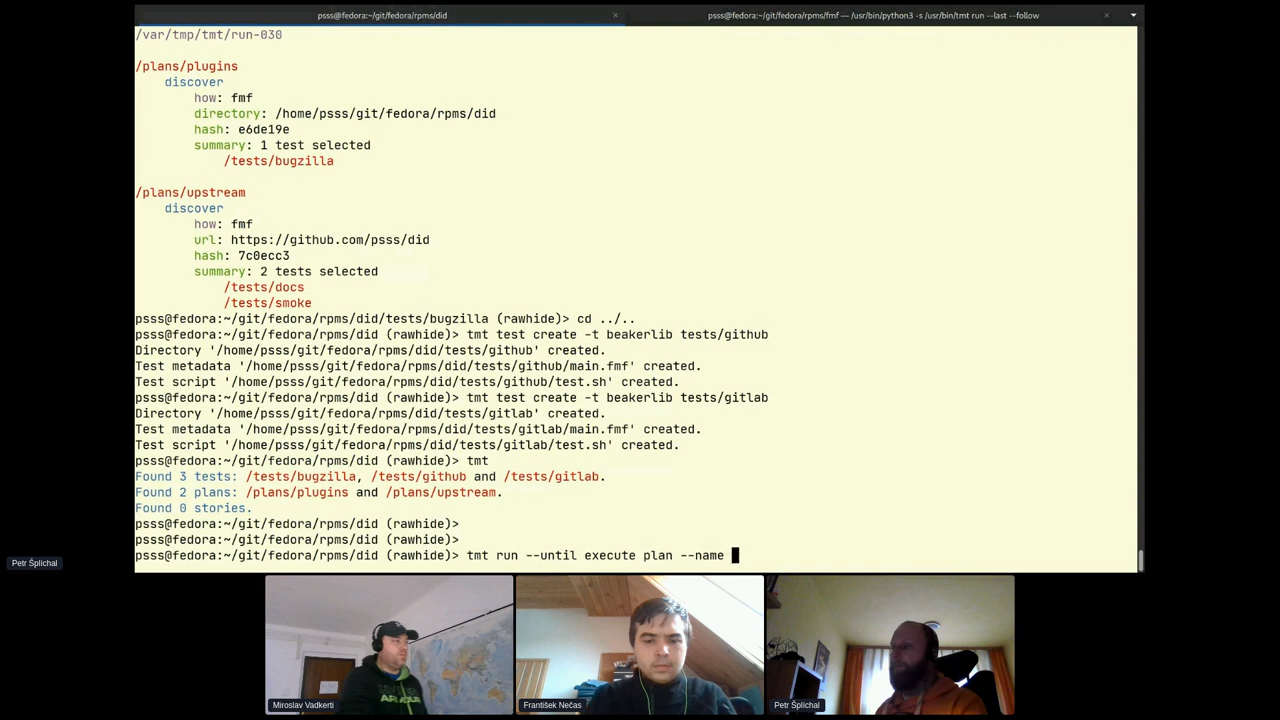 psss@fedora:~/git/fedora/rpms/did
psss@fedora:~/git/fedora/rpms/fmf — /usr/bin/python3 -s /usr/bin/tmt run --last --follow
/var/tmp/tmt/run-030
/plans/plugins
discover
how: fmf
directory: /home/psss/git/fedora/rpms/did
hash: e6de19e
summary: 1 test selected
/tests/bugzilla
/plans/upstream
discover
how: fmf
url: https://github.com/psss/did
hash: 7c0ecc3
summary: 2 tests selected
/tests/docs
/tests/smoke
psss@fedora:~/git/fedora/rpms/did/tests/bugzilla (rawhide)> cd ../..
psss@fedora:~/git/fedora/rpms/did (rawhide)> tmt test create -t beakerlib tests/github
Directory '/home/psss/git/fedora/rpms/did/tests/github' created.
Test metadata '/home/psss/git/fedora/rpms/did/tests/github/main.fmf' created.
Test script '/home/psss/git/fedora/rpms/did/tests/github/test.sh' created.
psss@fedora:~/git/fedora/rpms/did (rawhide)> tmt test create -t beakerlib tests/gitlab
Directory '/home/psss/git/fedora/rpms/did/tests/gitlab' created.
Test metadata '/home/psss/git/fedora/rpms/did/tests/gitlab/main.fmf' created.
Test script '/home/psss/git/fedora/rpms/did/tests/gitlab/test.sh' created.
psss@fedora:~/git/fedora/rpms/did (rawhide)> tmt
Found 3 tests: /tests/bugzilla, /tests/github and /tests/gitlab.
Found 2 plans: /plans/plugins and /plans/upstream.
Found 0 stories.
psss@fedora:~/git/fedora/rpms/did (rawhide)>
psss@fedora:~/git/fedora/rpms/did (rawhide)>
psss@fedora:~/git/fedora/rpms/did (rawhide)> tmt run --until execute plan --name
Petr Šplíchal
Miroslav Vadkerti
František Nečas
Petr Šplíchal